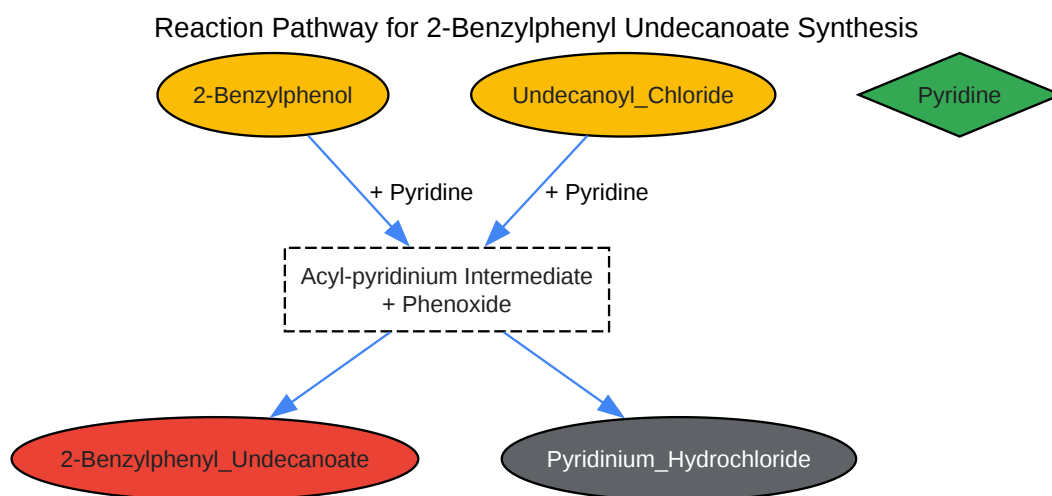 Reaction Pathway for 2-Benzylphenyl Undecanoate Synthesis
2-Benzylphenol
Undecanoyl_Chloride
Pyridine
+ Pyridine
+ Pyridine
Acyl-pyridinium Intermediate
+ Phenoxide
2-Benzylphenyl_Undecanoate
Pyridinium_Hydrochloride